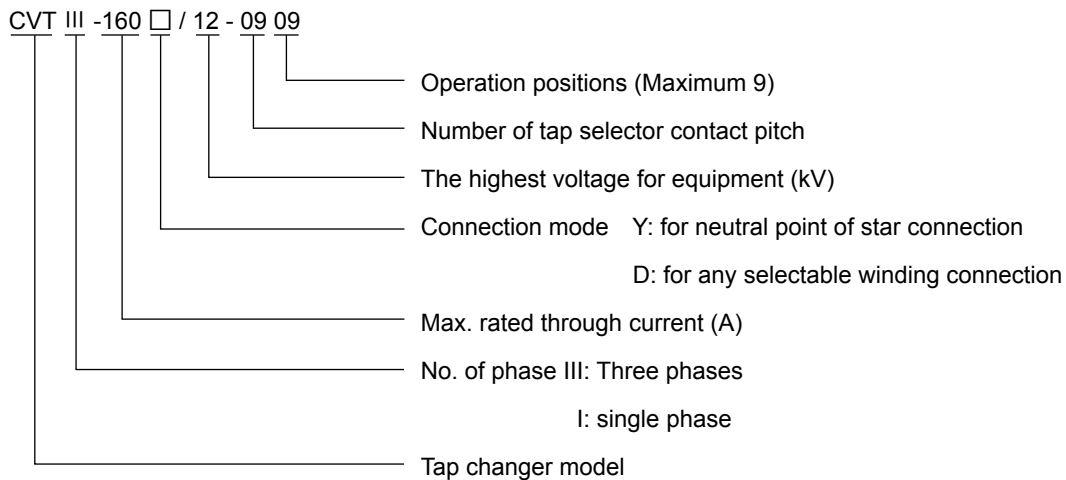 CVT III -160 □ / 12 - 09 09
Operation positions (Maximum 9)
Number of tap selector contact pitch
The highest voltage for equipment (kV)
Connection mode Y: for neutral point of star connection
D: for any selectable winding connection
Max. rated through current (A)
No. of phase III: Three phases
I: single phase
Tap changer model